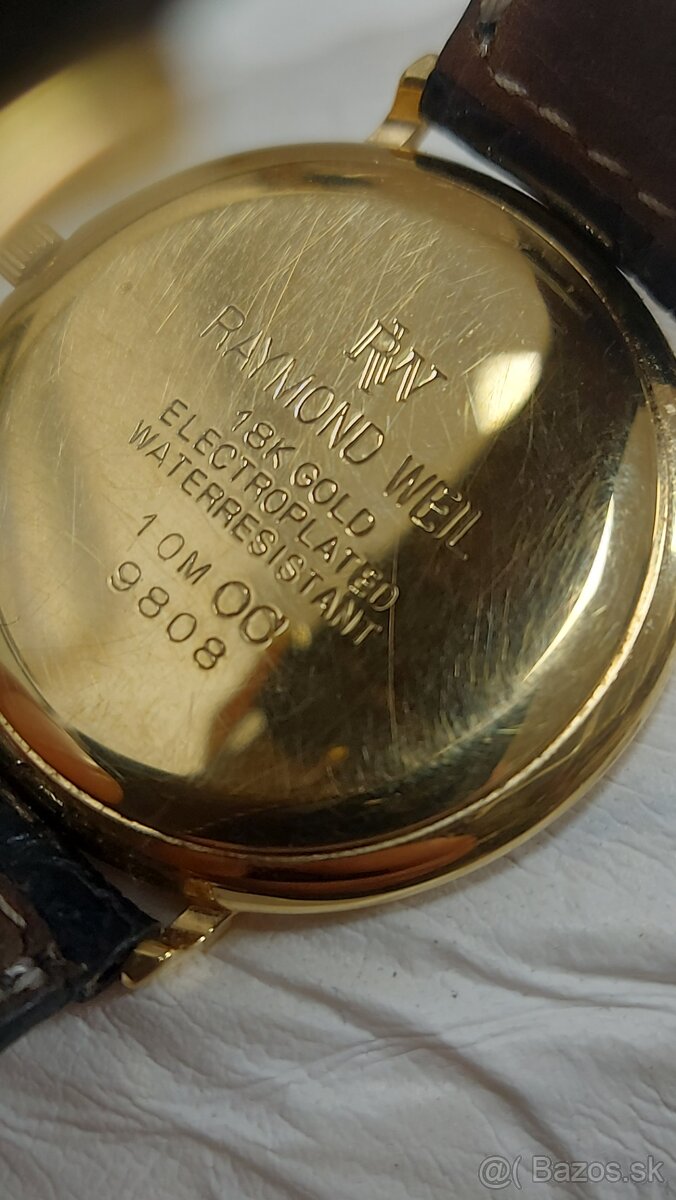 RW
RAYMOND WEIL
18K GOLD
ELECTROPLATED
WATERRESISTANT
10M
9808
@( Bazos.sk